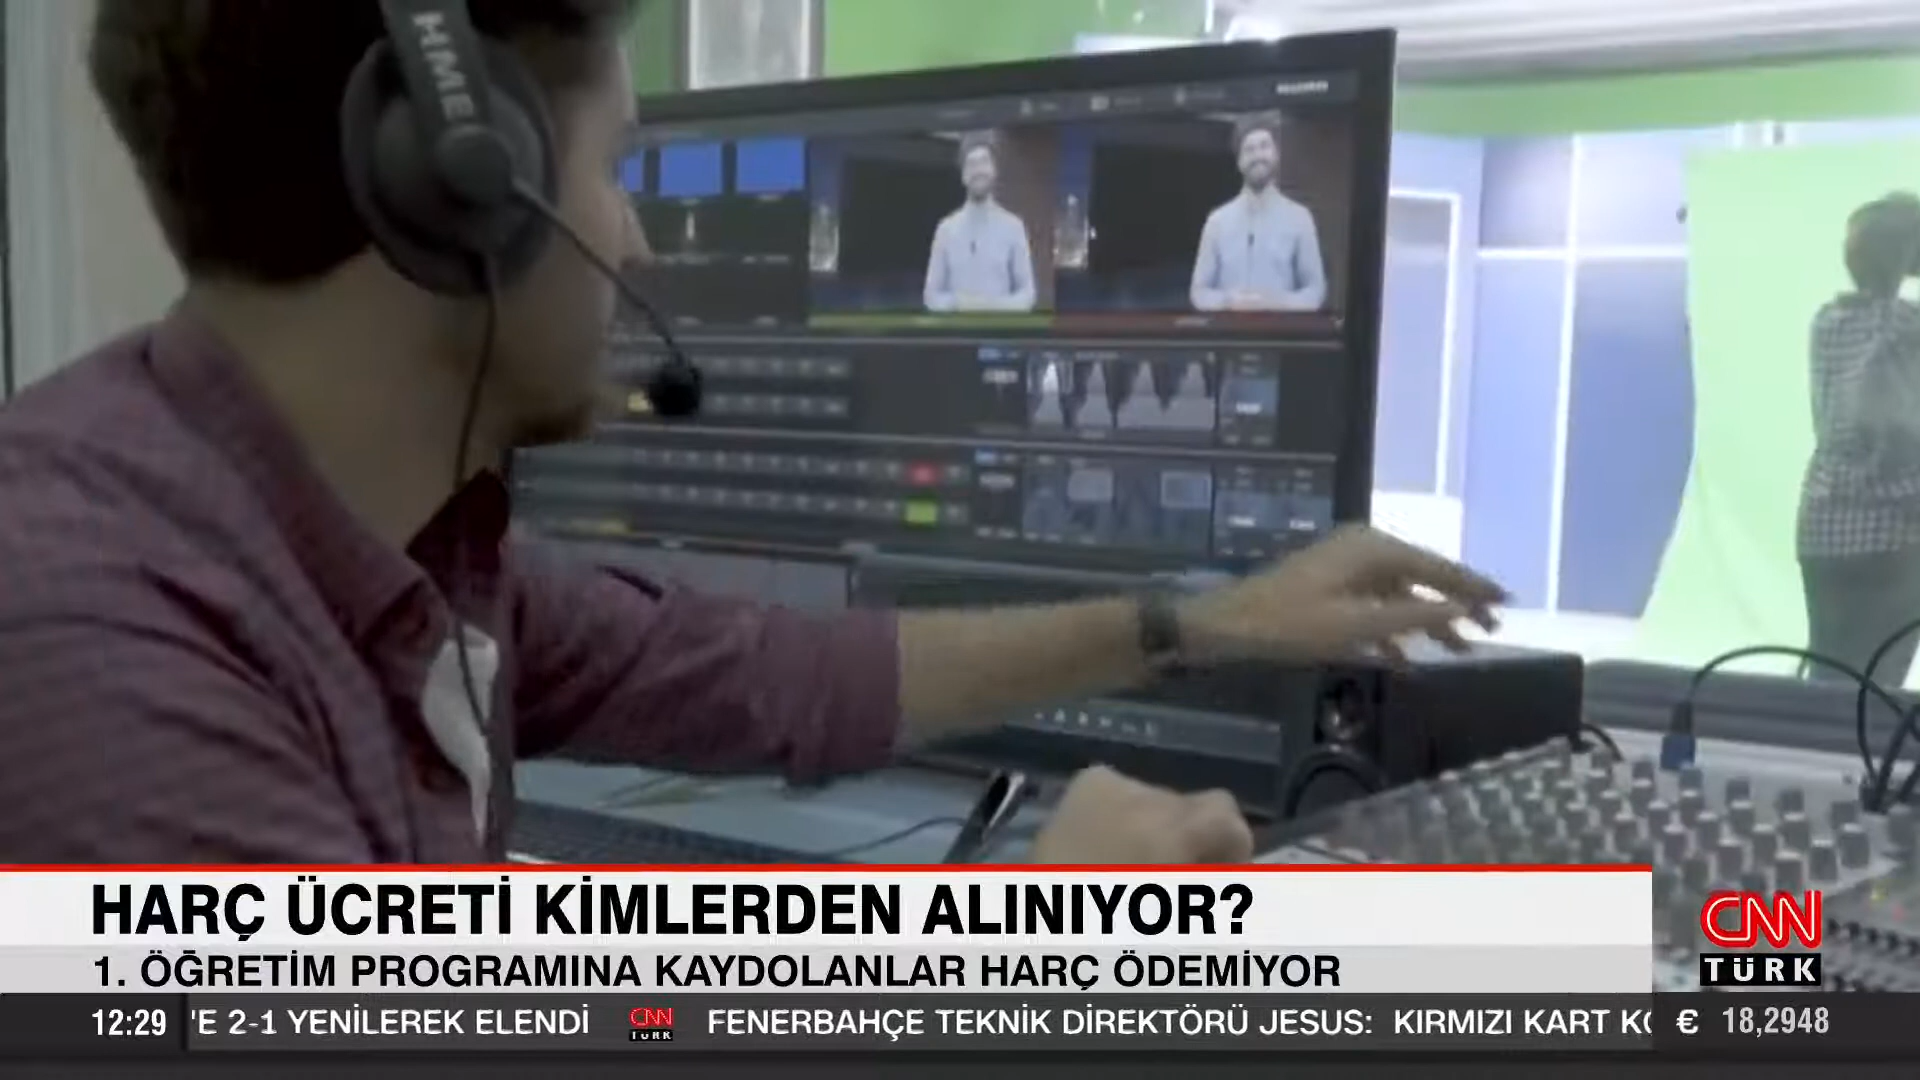 HME
HARÇ ÜCRETİ KİMLERDEN ALINIYOR?
1. ÖĞRETİM PROGRAMINA KAYDOLANLAR HARÇ ÖDEMİYOR
CNN
TÜRK
12:29 'E 2-1 YENİLEREK ELENDİ CNN TÜRK FENERBAHÇE TEKNİK DİREKTÖRÜ JESUS: KIRMIZI KART € 18,2948